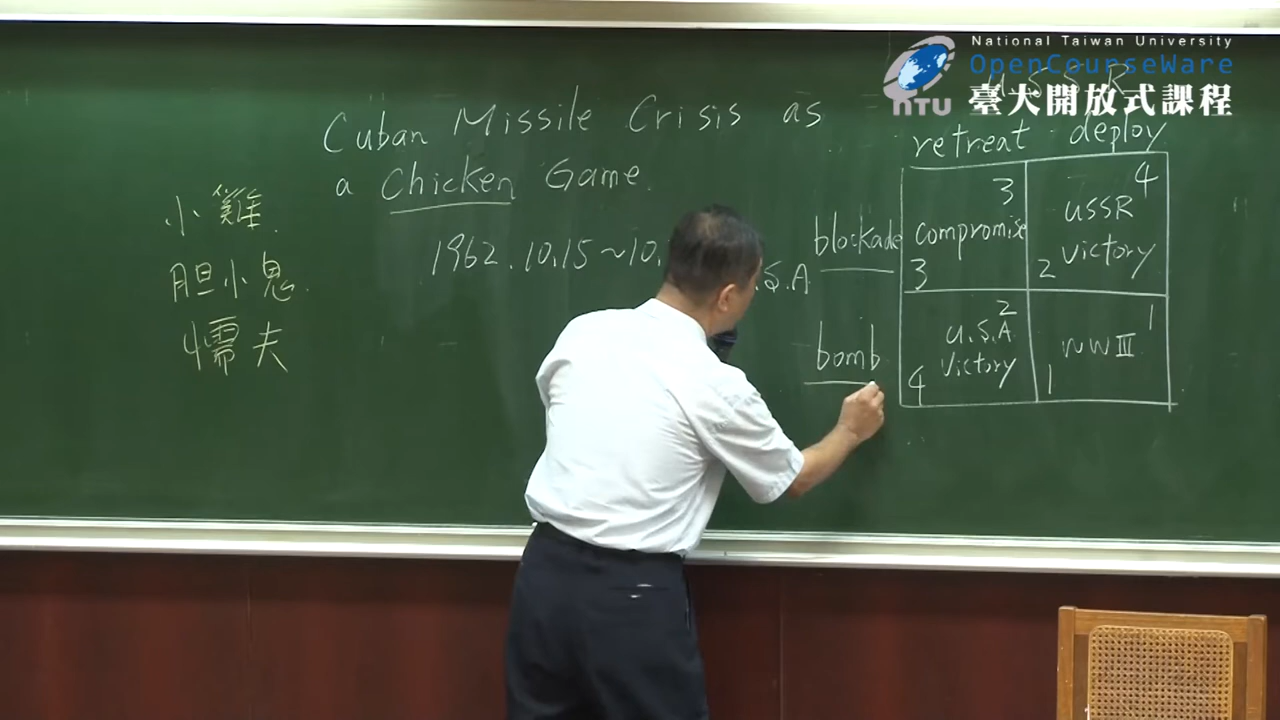 National Taiwan University
OpenCourseWare
NTU 臺大開放式課程
Cuban Missile Crisis as
a Chicken Game.
1962.10.15~10.
小雞.
胆小鬼.
懦夫
U.S.S.R
retreat deploy
.S.A
blockade
bomb
3
compromise
3
4
USSR
victory
2
2
U.S.A
victory
4
1
WW III
1